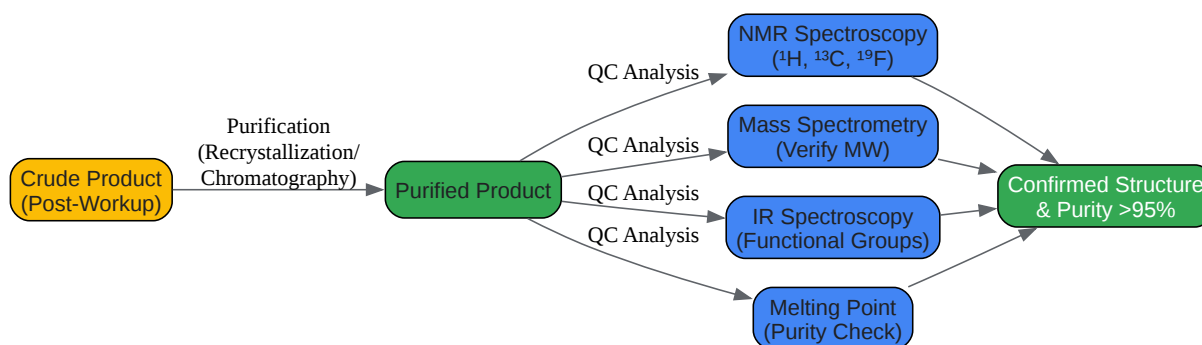 Crude Product
(Post-Workup)
Purification
(Recrystallization/
Chromatography)
Purified Product
QC Analysis
QC Analysis
QC Analysis
QC Analysis
NMR Spectroscopy
(¹H, ¹³C, ¹⁹F)
Mass Spectrometry
(Verify MW)
IR Spectroscopy
(Functional Groups)
Melting Point
(Purity Check)
Confirmed Structure
& Purity >95%